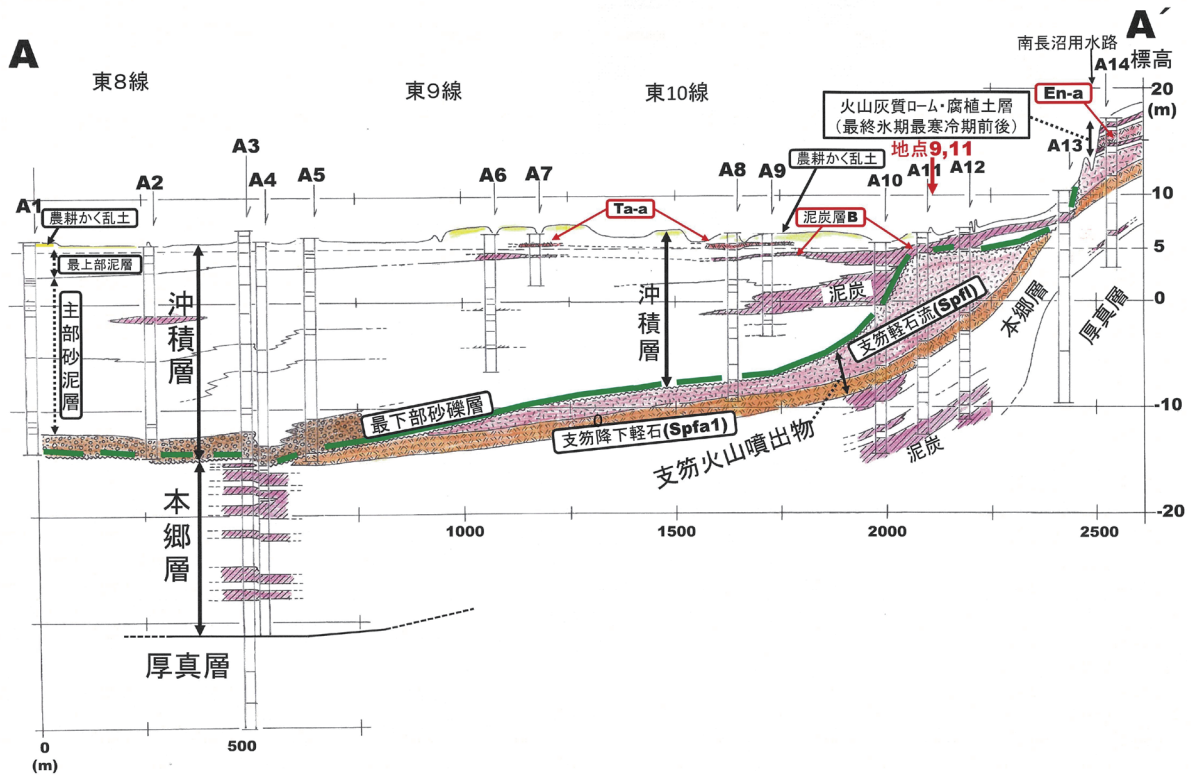 A
A´
東8線
東9線
東10線
南長沼用水路
標高
20
(m)
10
5
0
-10
-20
A1
A2
A3
A4
A5
A6
A7
A8
A9
A10
A11
A12
A13
A14
En-a
火山灰質ローム・腐植土層
(最終氷期最寒冷期前後)
地点9,11
農耕かく乱土
農耕かく乱土
Ta-a
泥炭層B
最上部泥層
主部砂泥層
沖積層
沖積層
泥炭
支笏軽石流(Spfl)
本郷層
厚真層
最下部砂礫層
0
支笏降下軽石(Spfa1)
支笏火山噴出物
泥炭
本郷層
厚真層
0
(m)
500
1000
1500
2000
2500